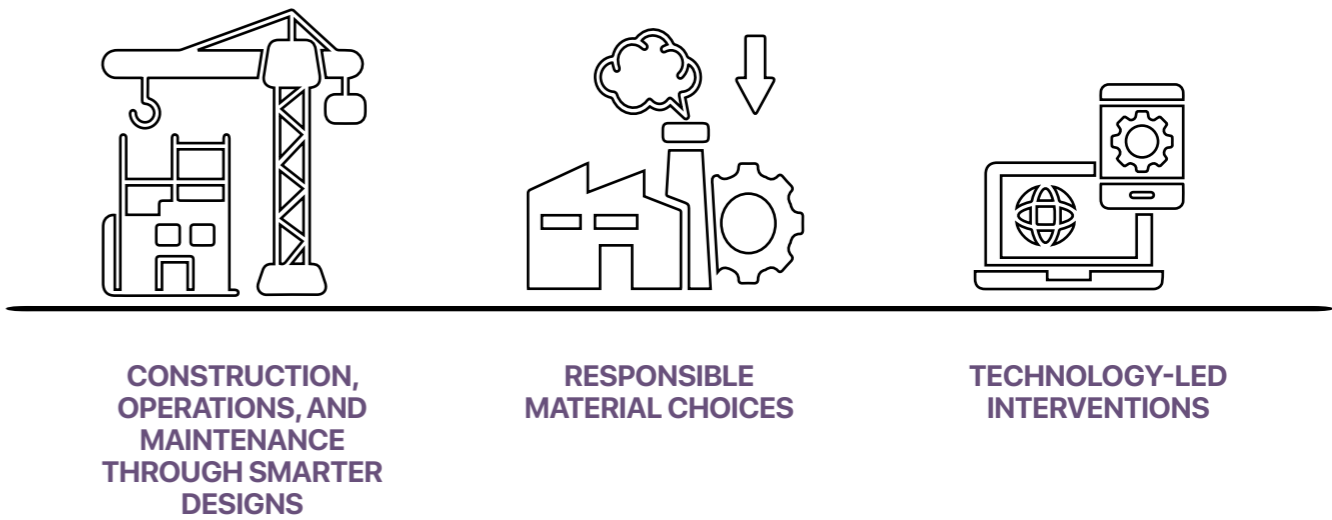 CONSTRUCTION,
OPERATIONS, AND
MAINTENANCE
THROUGH SMARTER
DESIGNS
RESPONSIBLE
MATERIAL CHOICES
TECHNOLOGY-LED
INTERVENTIONS